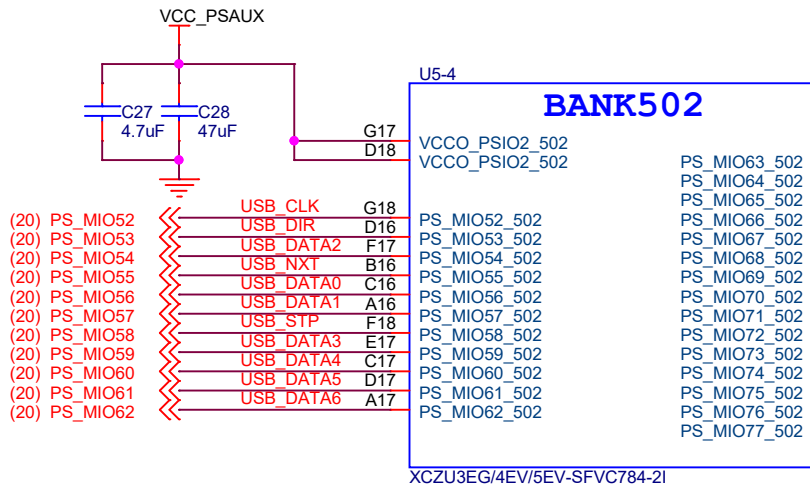 VCC_PSAUX
C27
4.7uF
C28
47uF
U5-4
BANK502
G17
VCCO_PSIO2_502
D18
VCCO_PSIO2_502
(20) PS_MIO52 USB_CLK G18 PS_MIO52_502
(20) PS_MIO53 USB_DIR D16 PS_MIO53_502
(20) PS_MIO54 USB_DATA2 F17 PS_MIO54_502
(20) PS_MIO55 USB_NXT B16 PS_MIO55_502
(20) PS_MIO56 USB_DATA0 C16 PS_MIO56_502
(20) PS_MIO57 USB_DATA1 A16 PS_MIO57_502
(20) PS_MIO58 USB_STP F18 PS_MIO58_502
(20) PS_MIO59 USB_DATA3 E17 PS_MIO59_502
(20) PS_MIO60 USB_DATA4 C17 PS_MIO60_502
(20) PS_MIO61 USB_DATA5 D17 PS_MIO61_502
(20) PS_MIO62 USB_DATA6 A17 PS_MIO62_502
PS_MIO63_502
PS_MIO64_502
PS_MIO65_502
PS_MIO66_502
PS_MIO67_502
PS_MIO68_502
PS_MIO69_502
PS_MIO70_502
PS_MIO71_502
PS_MIO72_502
PS_MIO73_502
PS_MIO74_502
PS_MIO75_502
PS_MIO76_502
PS_MIO77_502
XCZU3EG/4EV/5EV-SFVC784-2I